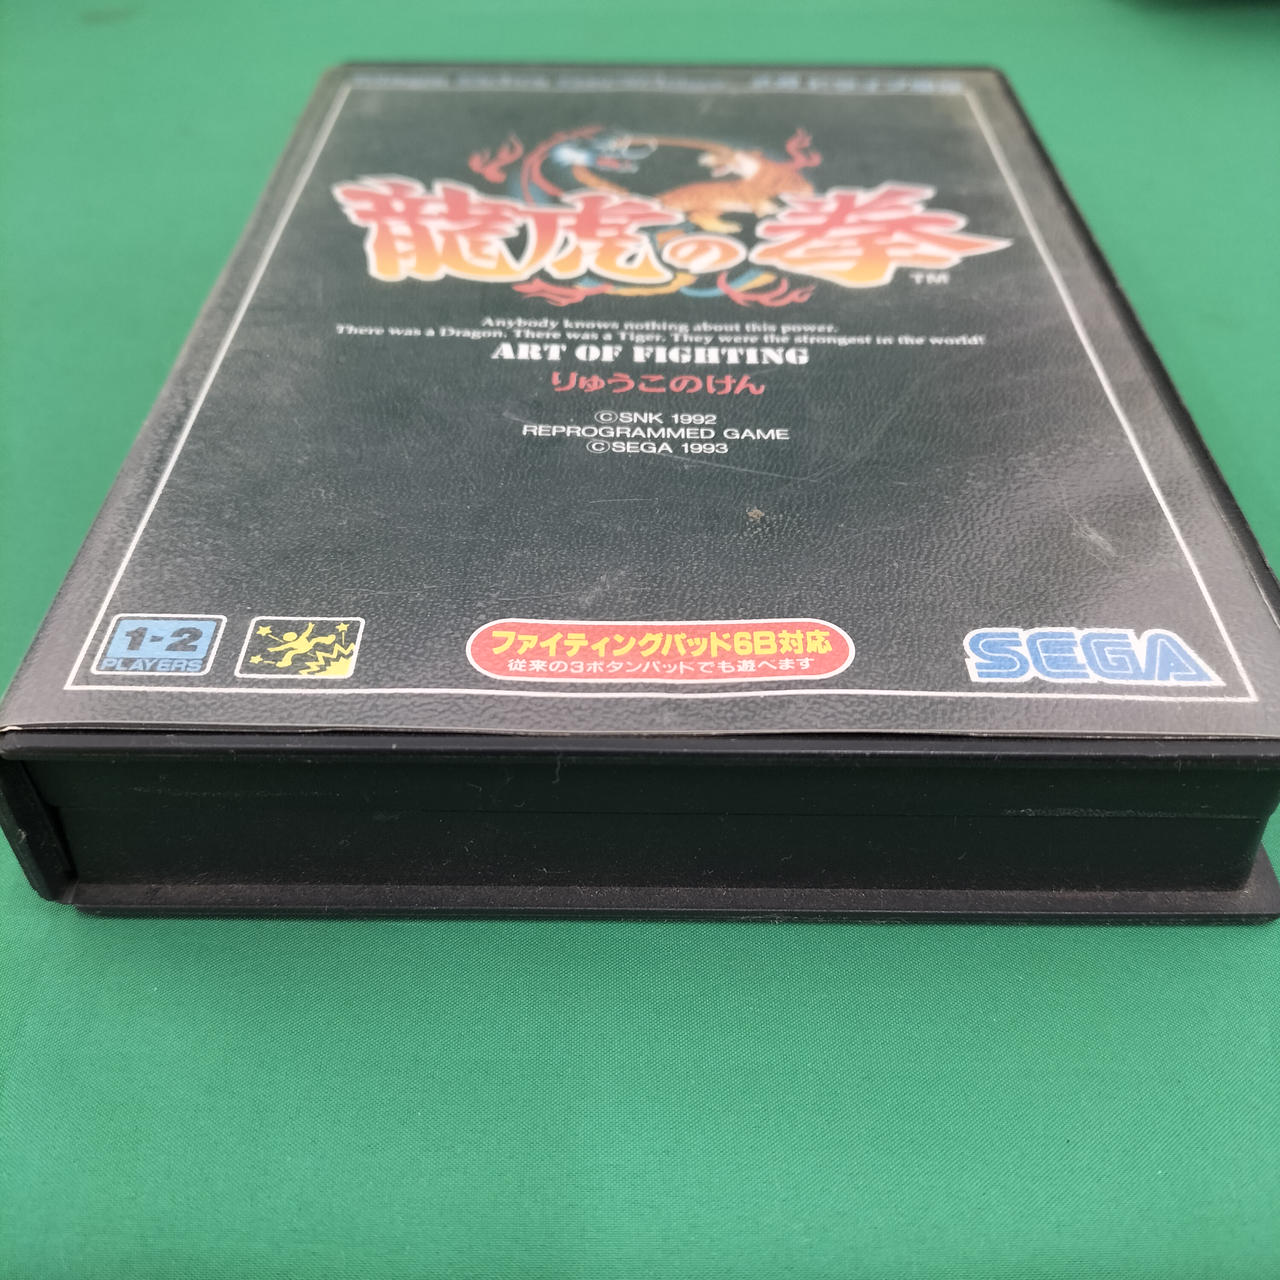 龍虎の拳
TM
Anybody knows nothing about this power.
There was a Dragon. There was a Tiger. They were the strongest in the world!
ART OF FIGHTING
りゅうこのけん
©SNK 1992
REPROGRAMMED GAME
©SEGA 1993
1-2
PLAYERS
ファイティングパッド6B対応
従来の3ボタンパッドでも遊べます
SEGA